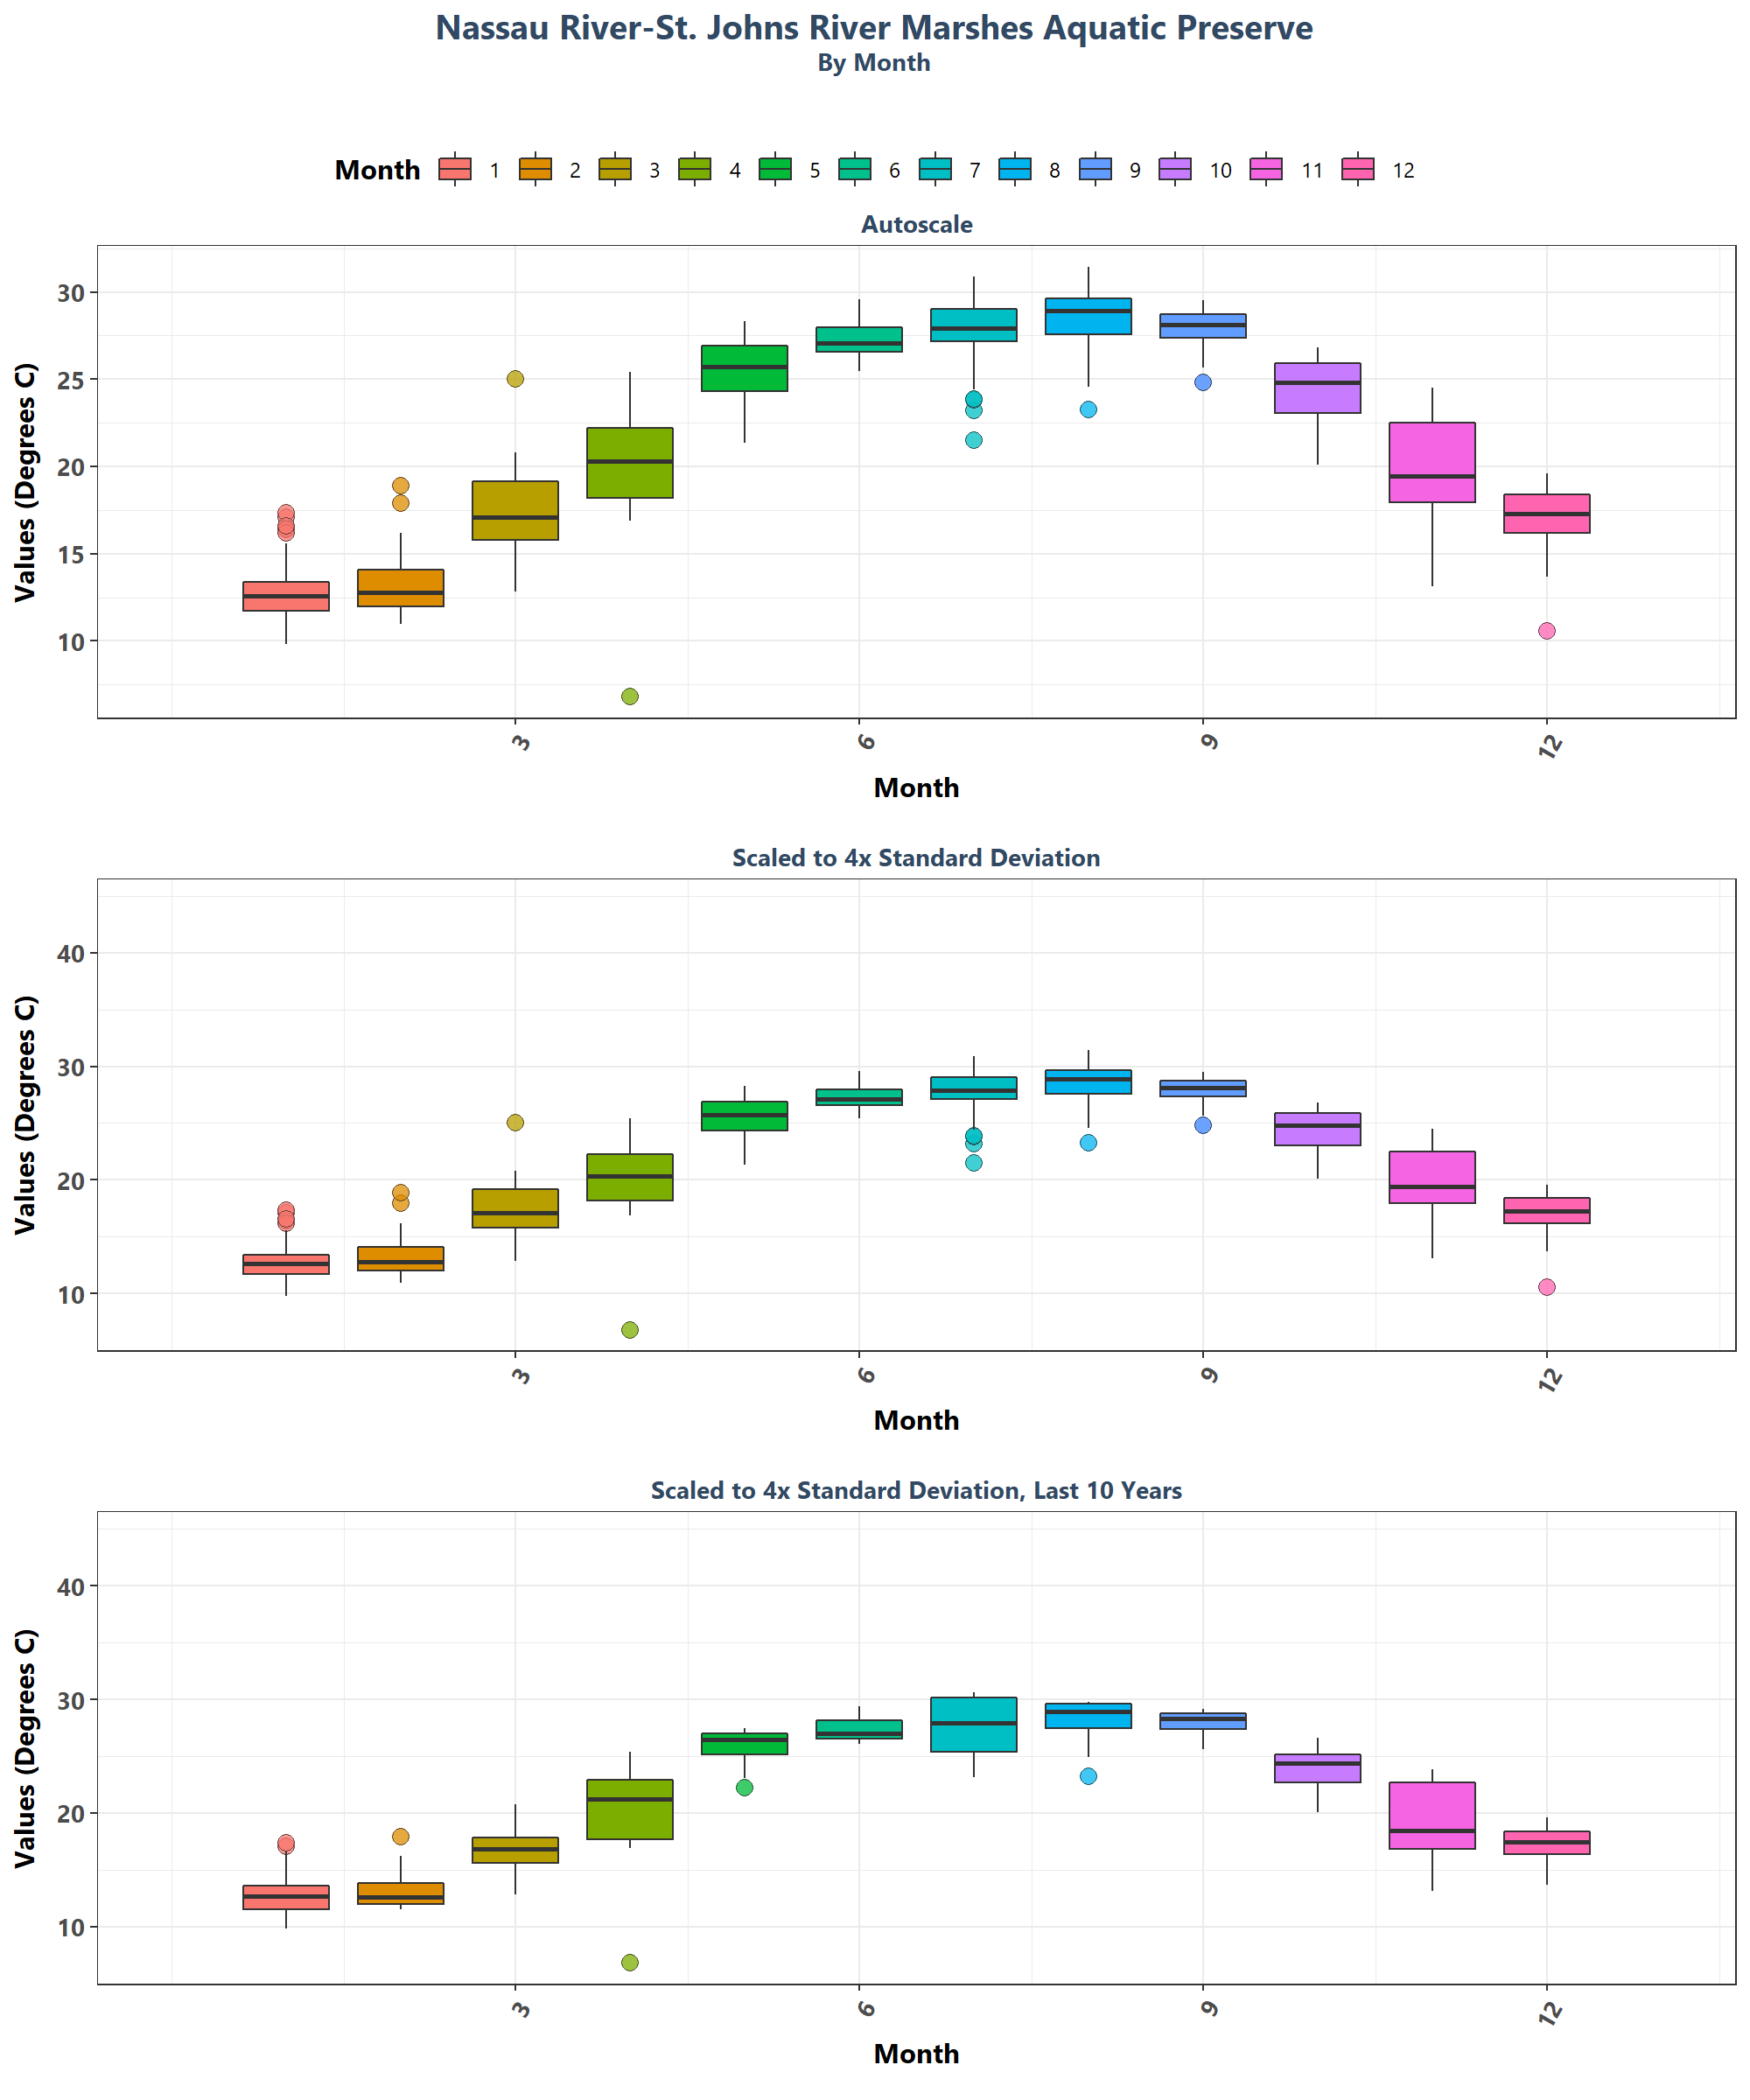 Nassau River-St. Johns River Marshes Aquatic Preserve
By Month
Month 1 2 3 4 5 6 7 8 9 10 11 12
Autoscale
Values (Degrees C)
30
25
20
15
10
3 6 9 12
Month
Scaled to 4x Standard Deviation
Values (Degrees C)
40
30
20
10
3 6 9 12
Month
Scaled to 4x Standard Deviation, Last 10 Years
Values (Degrees C)
40
30
20
10
3 6 9 12
Month